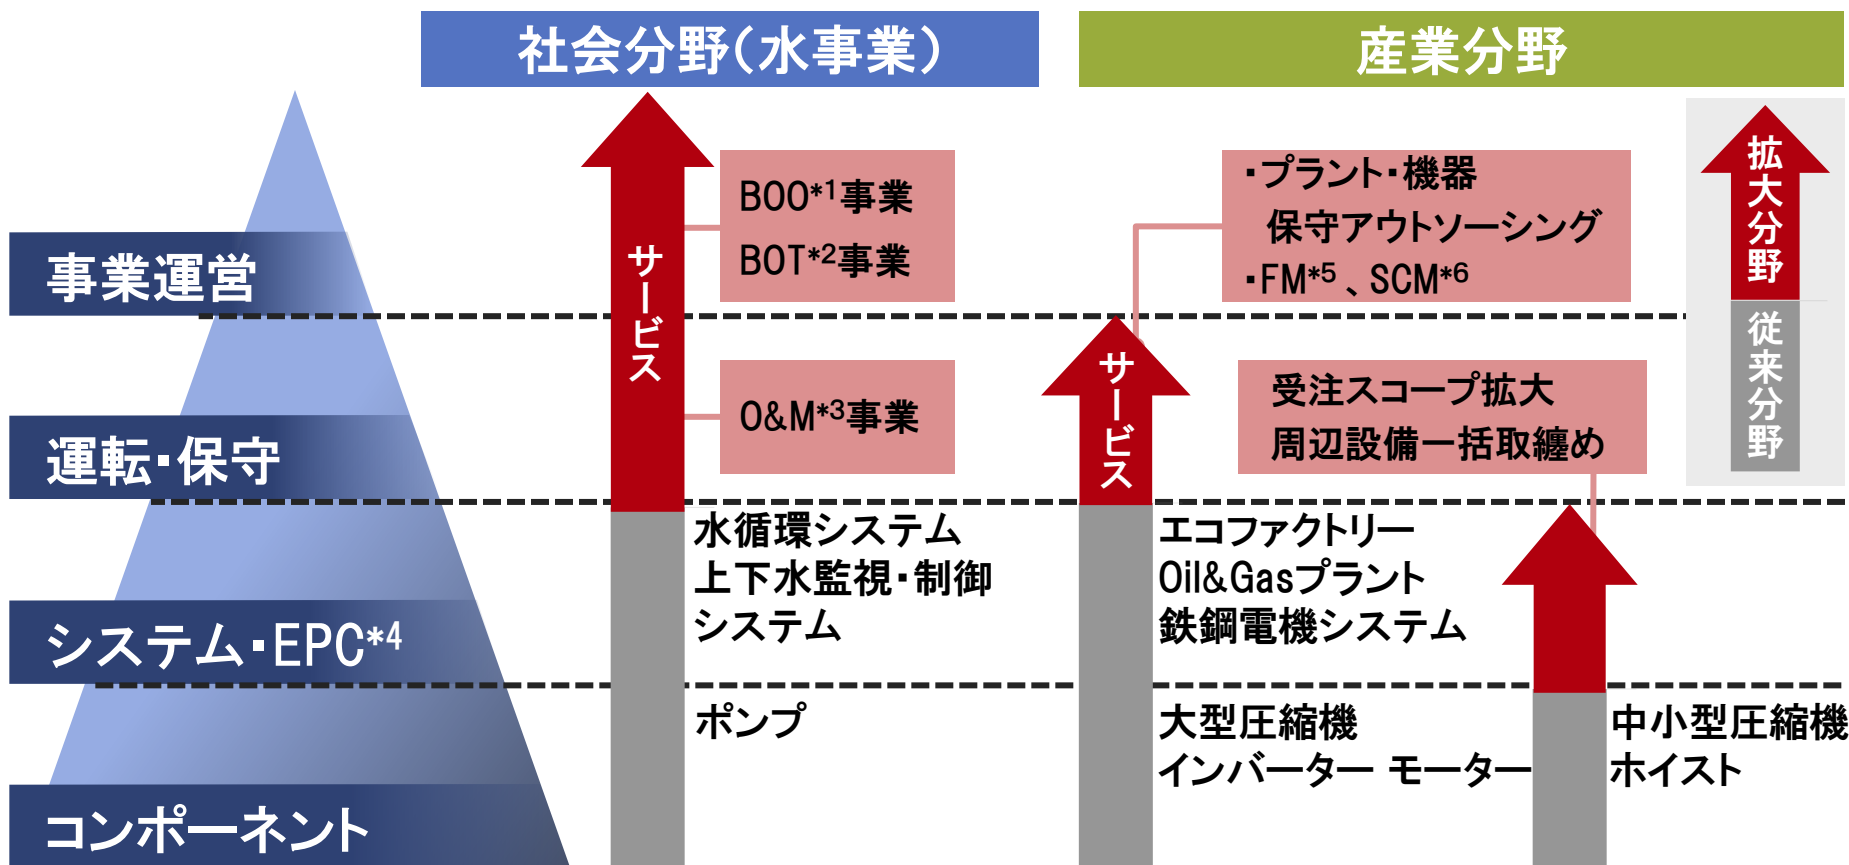 社会分野(水事業)
産業分野
事業運営
運転・保守
システム・EPC*4
コンポーネント
サービス
BOO*1事業
BOT*2事業
O&M*3事業
水循環システム
上下水監視・制御
システム
ポンプ
サービス
・プラント・機器
保守アウトソーシング
・FM*5、SCM*6
受注スコープ拡大
周辺設備一括取纏め
エコファクトリー
Oil&Gasプラント
鉄鋼電機システム
大型圧縮機
インバーター モーター
中小型圧縮機
ホイスト
拡大分野
従来分野